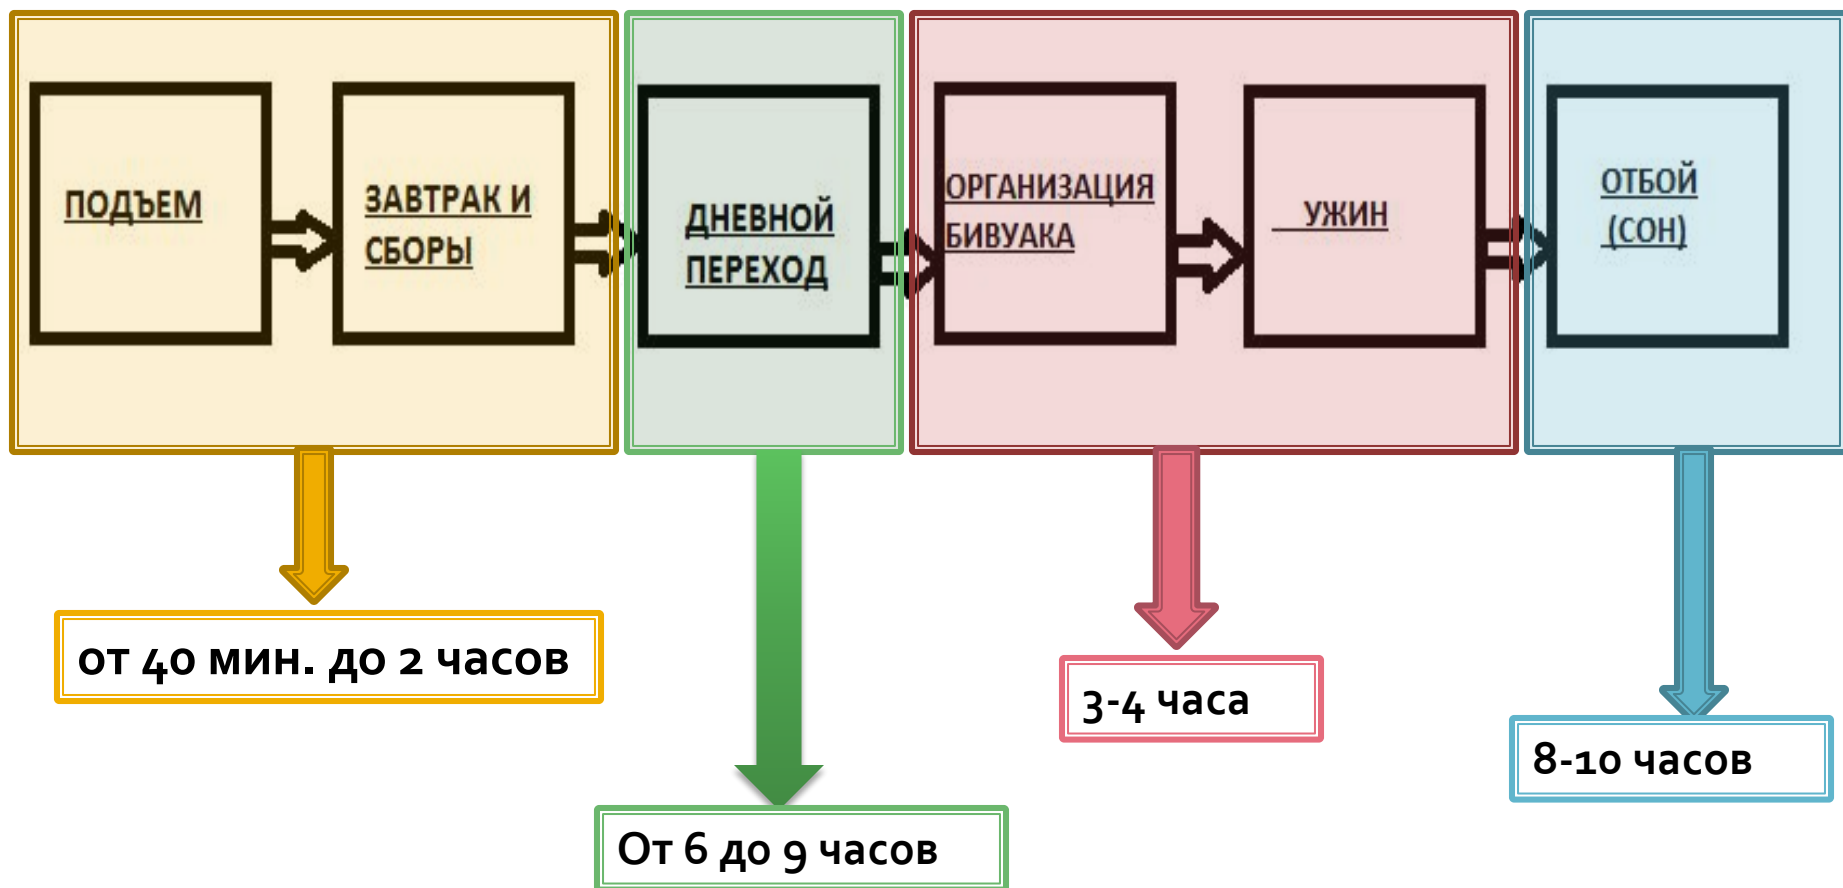 ПОДЪЕМ
ЗАВТРАК И
СБОРЫ
ДНЕВНОЙ
ПЕРЕХОД
ОРГАНИЗАЦИЯ
БИВУАКА
УЖИН
ОТБОЙ
(СОН)
от 40 мин. до 2 часов
От 6 до 9 часов
3-4 часа
8-10 часов